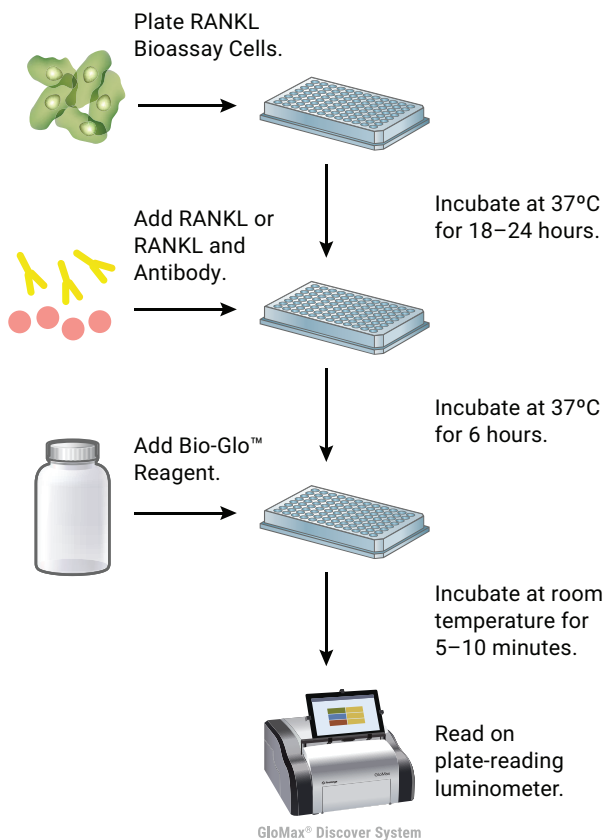 Plate RANKL
Bioassay Cells.
Incubate at 37ºC
for 18–24 hours.
Add RANKL or
RANKL and
Antibody.
Incubate at 37ºC
for 6 hours.
Add Bio-Glo™
Reagent.
Incubate at room
temperature for
5–10 minutes.
Read on
plate-reading
luminometer.
GloMax
GloMax® Discover System